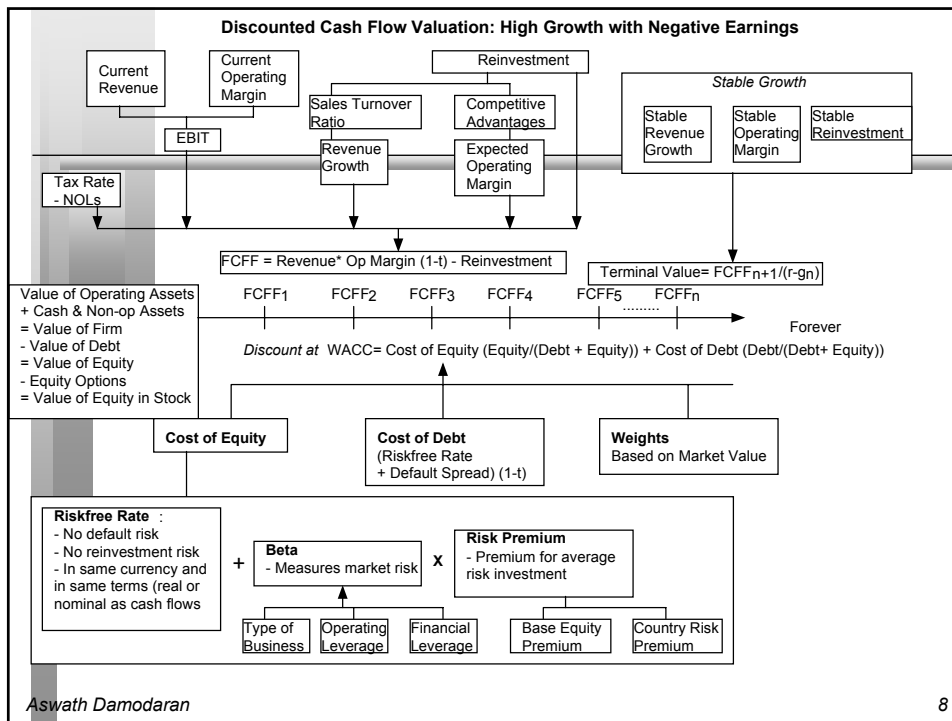 Discounted Cash Flow Valuation: High Growth with Negative Earnings
Current
Revenue
Current
Operating
Margin
Reinvestment
Sales Turnover
Ratio
Competitive
Advantages
EBIT
Revenue
Growth
Expected
Operating
Margin
Stable Growth
Stable
Revenue
Growth
Stable
Operating
Margin
Stable
Reinvestment
Tax Rate
- NOLs
FCFF = Revenue* Op Margin (1-t) - Reinvestment
Terminal Value= FCFFn+1/(r-gn)
Value of Operating Assets
+ Cash & Non-op Assets
= Value of Firm
- Value of Debt
= Value of Equity
- Equity Options
= Value of Equity in Stock
FCFF1 FCFF2 FCFF3 FCFF4 FCFF5 ......... FCFFn
Forever
Discount at WACC= Cost of Equity (Equity/(Debt + Equity)) + Cost of Debt (Debt/(Debt+ Equity))
Cost of Equity
Cost of Debt
(Riskfree Rate
+ Default Spread) (1-t)
Weights
Based on Market Value
Riskfree Rate :
- No default risk
- No reinvestment risk
- In same currency and
in same terms (real or
nominal as cash flows
+
Beta
- Measures market risk
X
Risk Premium
- Premium for average
risk investment
Type of
Business
Operating
Leverage
Financial
Leverage
Base Equity
Premium
Country Risk
Premium
Aswath Damodaran
8